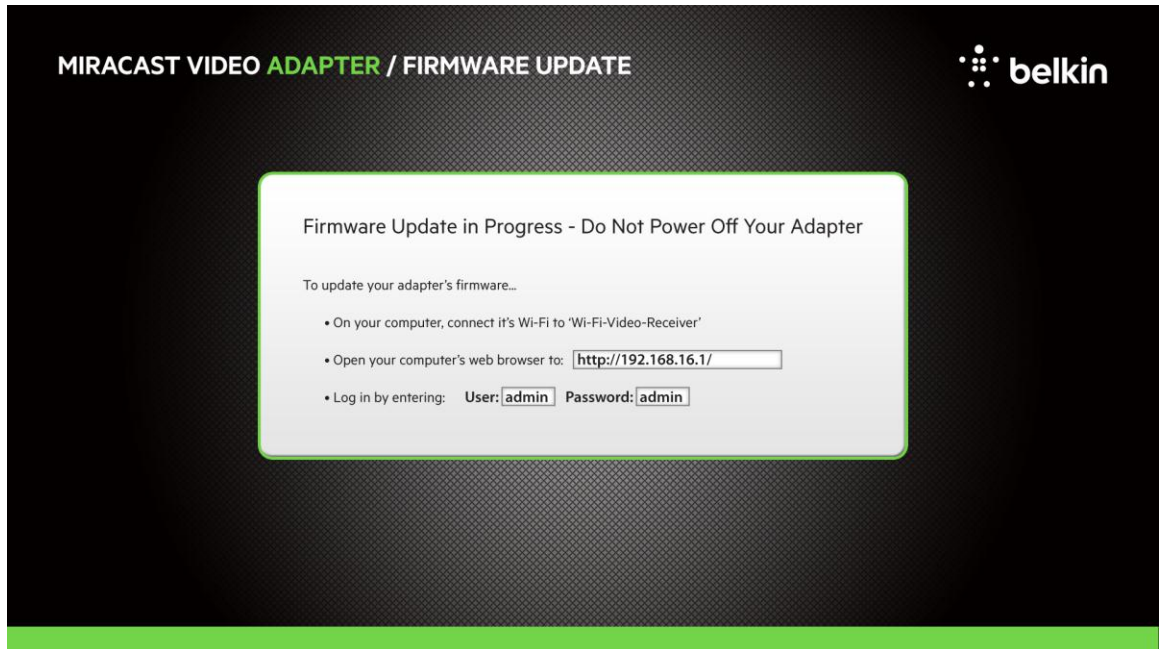 MIRACAST VIDEO ADAPTER / FIRMWARE UPDATE
belkin
Firmware Update in Progress - Do Not Power Off Your Adapter
To update your adapter’s firmware...
• On your computer, connect it’s Wi-Fi to ‘Wi-Fi-Video-Receiver’
• Open your computer’s web browser to: http://192.168.16.1/
• Log in by entering: User: admin Password: admin